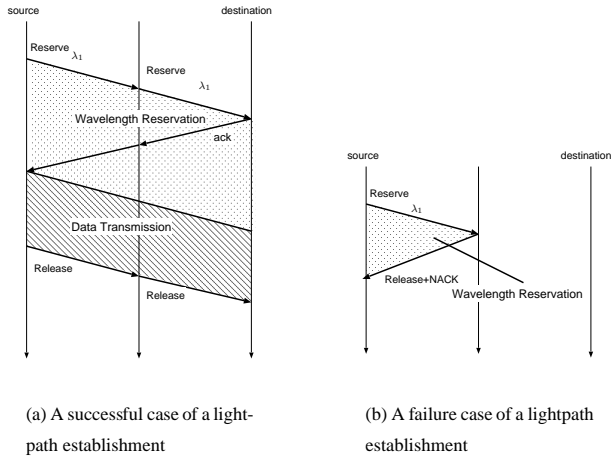 source
destination
Reserve
λ1
Reserve
λ1
Wavelength Reservation
ack
Data Transmission
Release
Release
source
destination
Reserve
λ1
Release+NACK
Wavelength Reservation
(a) A successful case of a light-
path establishment
(b) A failure case of a lightpath
establishment